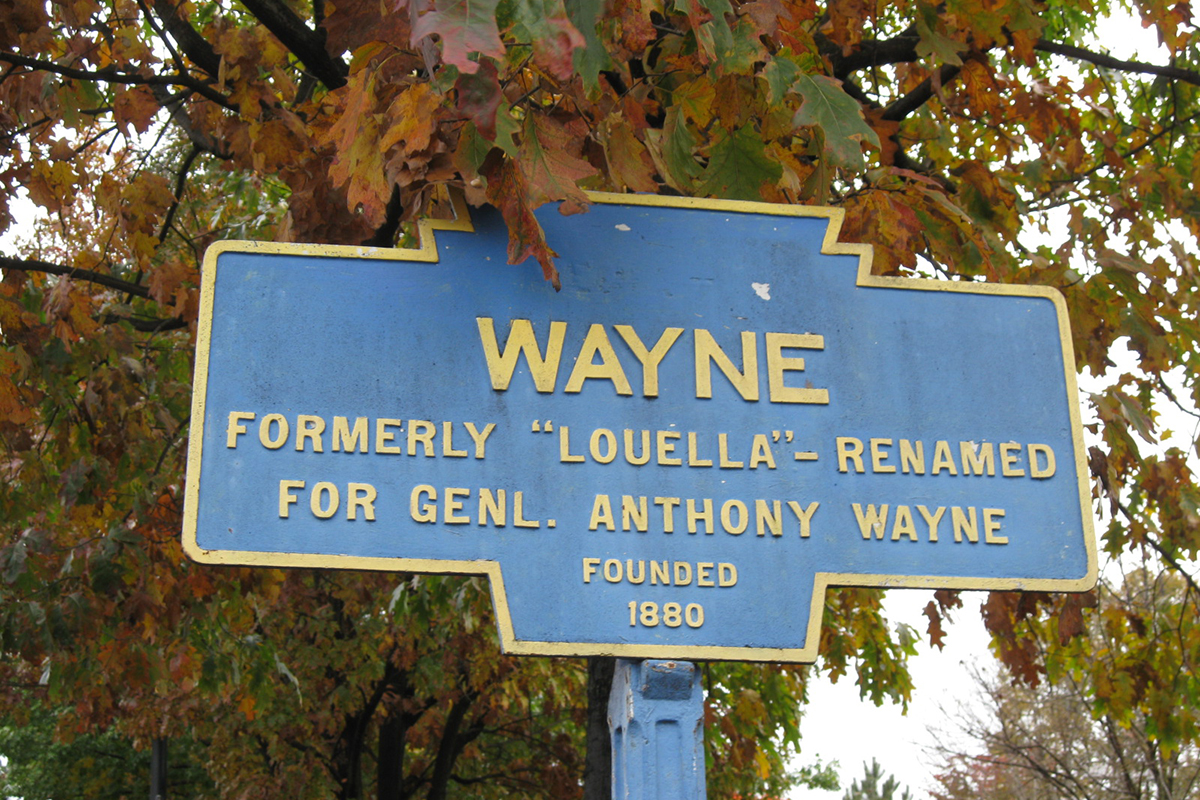 WAYNE
FORMERLY "LOUELLA" – RENAMED
FOR GENL. ANTHONY WAYNE
FOUNDED
1880